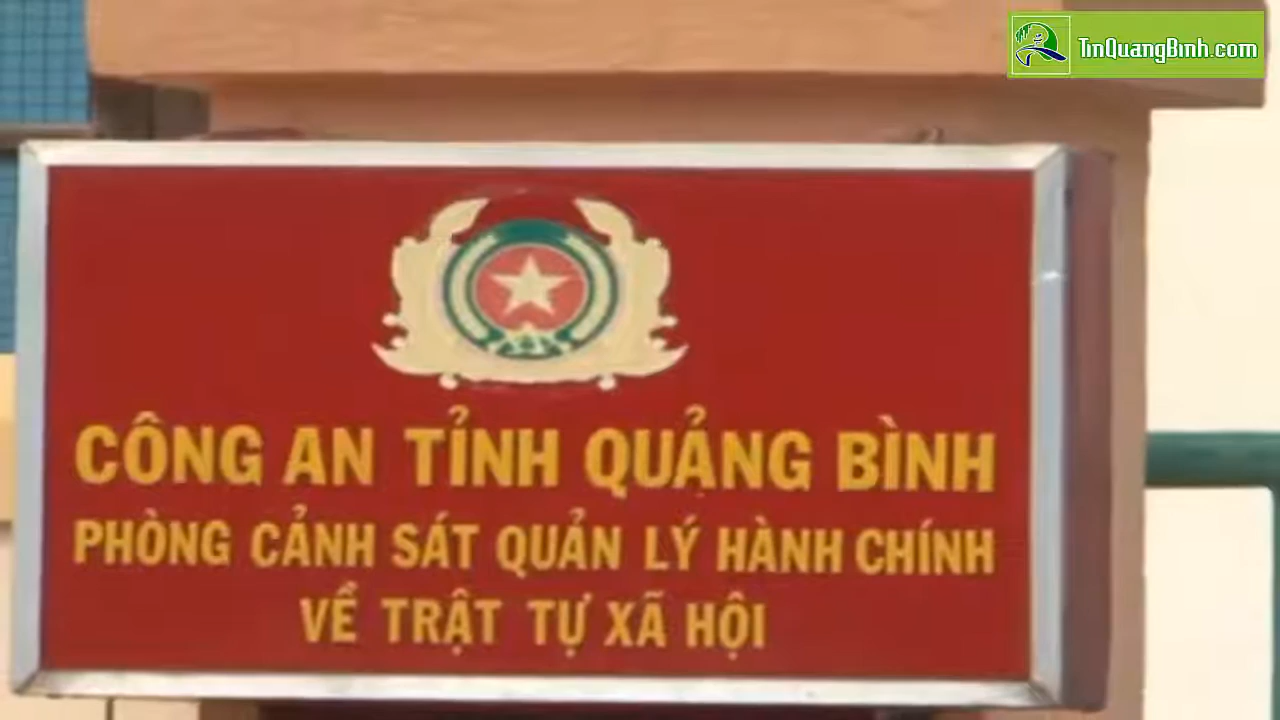 TinQuangBinh.com
CÔNG AN TỈNH QUẢNG BÌNH
PHÒNG CẢNH SÁT QUẢN LÝ HÀNH CHÍNH
VỀ TRẬT TỰ XÃ HỘI